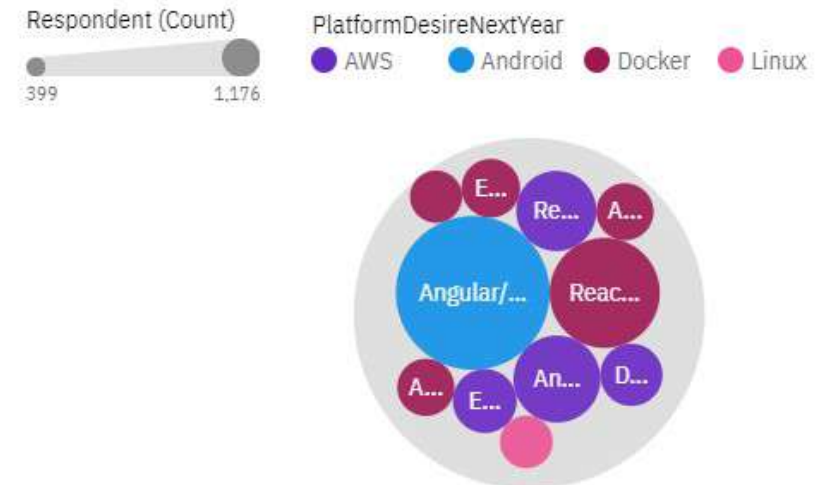 Respondent (Count)
399 1,176
PlatformDesireNextYear
AWS Android Docker Linux
E...
Re... A...
Angular/... Reac...
An... D...
A... E...